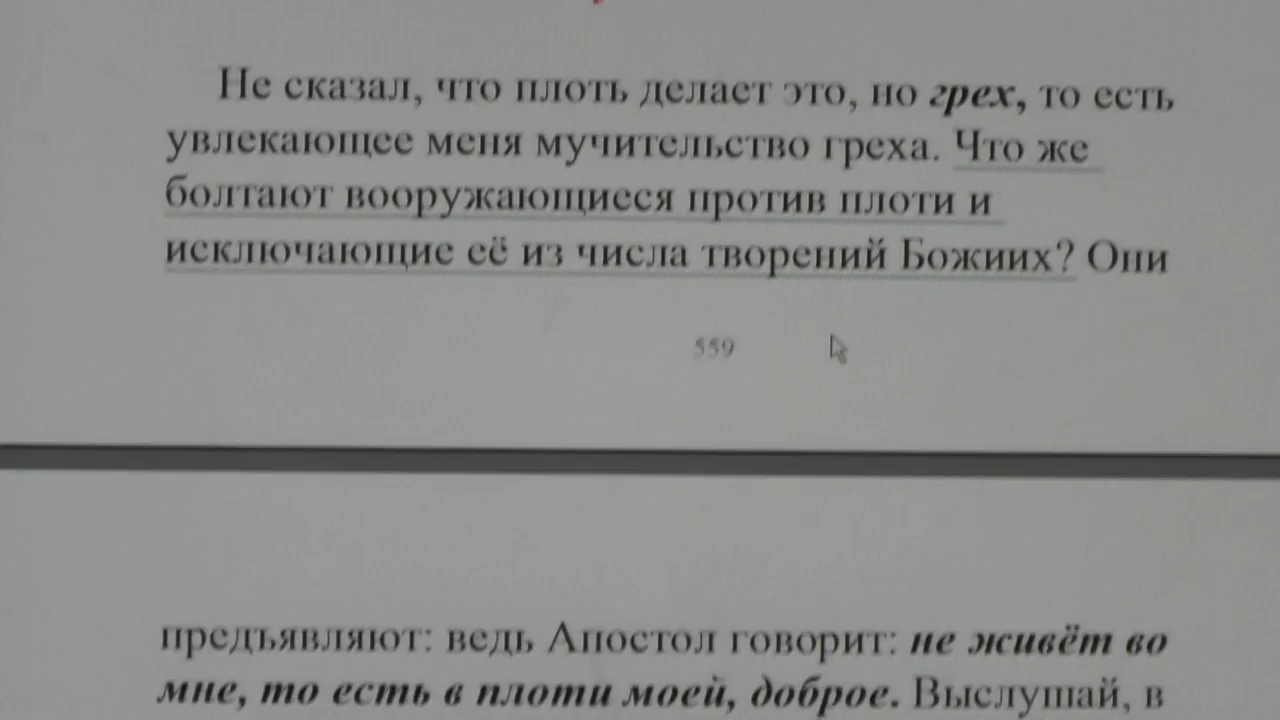 Не сказал, что плоть делает это, но грех, то есть
увлекающее меня мучительство греха. Что же
болтают вооружающиеся против плоти и
исключающие её из числа творений Божиих? Они
559
предъявляют: ведь Апостол говорит: не живёт во
мне, то есть в плоти моей, доброе. Выслушай, в